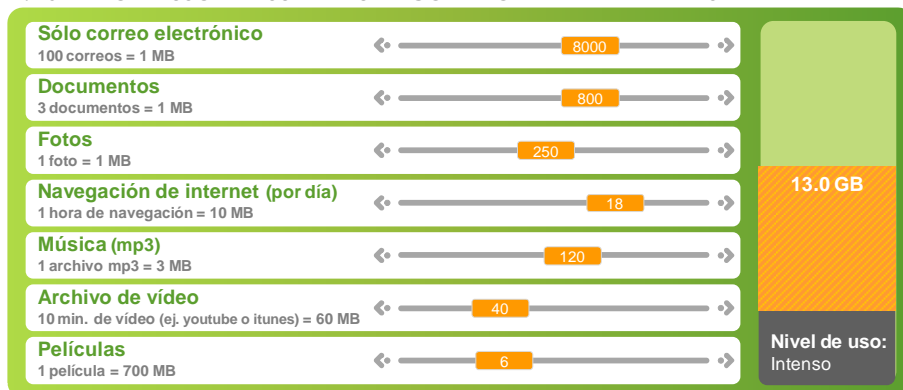 Sólo correo electrónico
100 correos = 1 MB
8000
Documentos
3 documentos = 1 MB
800
Fotos
1 foto = 1 MB
250
Navegación de internet (por día)
1 hora de navegación = 10 MB
18
Música (mp3)
1 archivo mp3 = 3 MB
120
Archivo de vídeo
10 min. de vídeo (ej. youtube o itunes) = 60 MB
40
Películas
1 película = 700 MB
6
13.0 GB
Nivel de uso:
Intenso